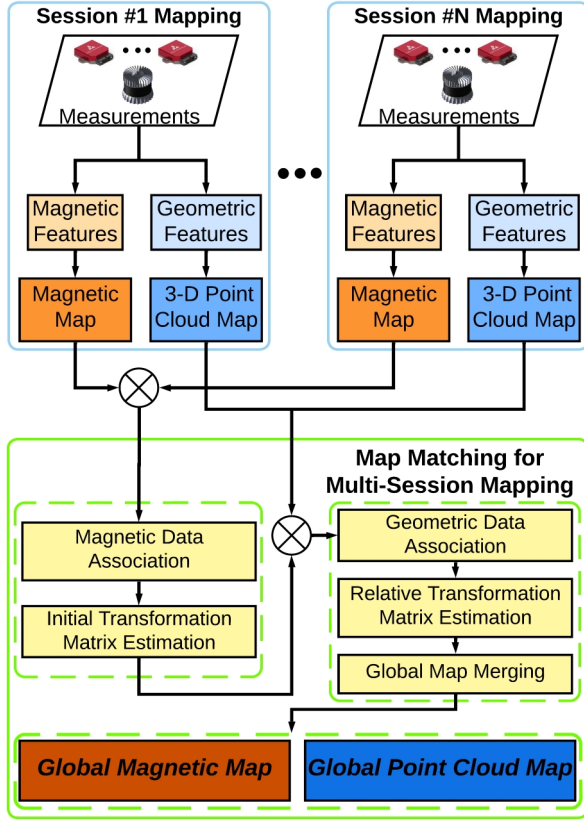 Session #1 Mapping
Measurements
Magnetic
Features
Geometric
Features
Magnetic
Map
3-D Point
Cloud Map
Session #N Mapping
Measurements
Magnetic
Features
Geometric
Features
Magnetic
Map
3-D Point
Cloud Map
Map Matching for
Multi-Session Mapping
Magnetic Data
Association
Initial Transformation
Matrix Estimation
Geometric Data
Association
Relative Transformation
Matrix Estimation
Global Map Merging
Global Magnetic Map
Global Point Cloud Map